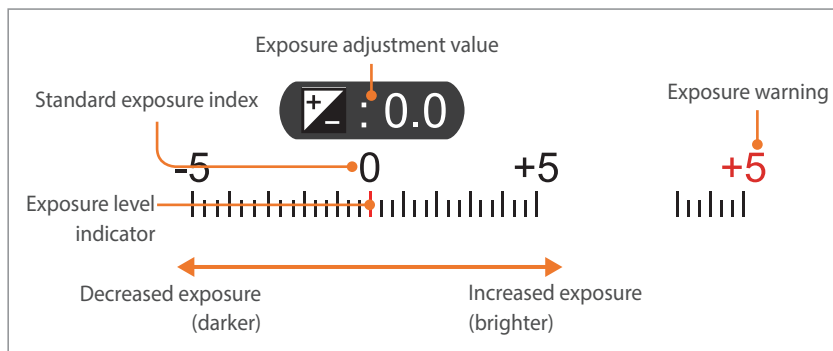 Exposure adjustment value
Standard exposure index
Exposure warning
+
− : 0.0
-5 0 +5 +5
Exposure level
indicator
Decreased exposure
(darker)
Increased exposure
(brighter)